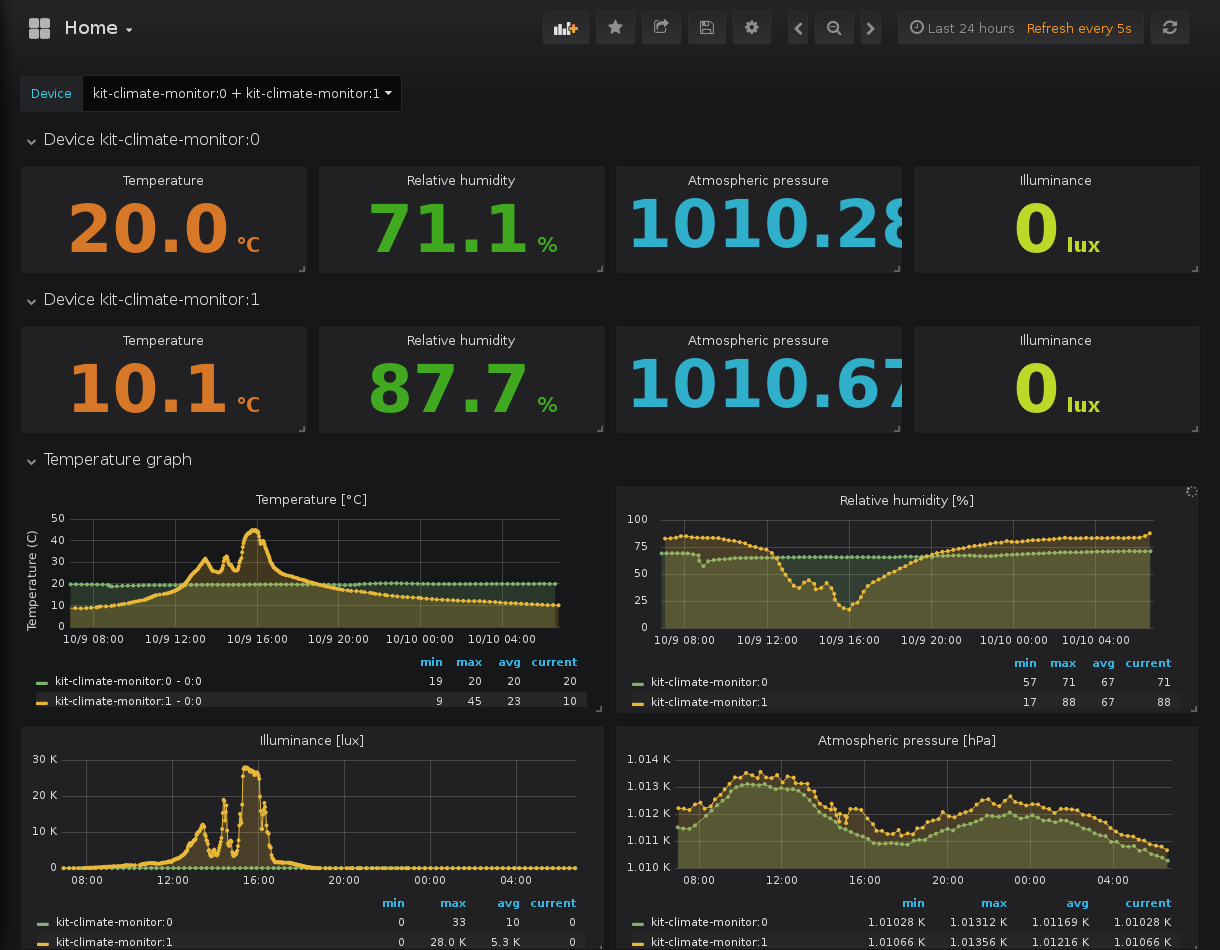 Home
Last 24 hours Refresh every 5s
Device kit-climate-monitor:0 + kit-climate-monitor:1
Device kit-climate-monitor:0
Temperature Relative humidity Atmospheric pressure Illuminance
20.0 °C 71.1 % 1010.28 0 lux
Device kit-climate-monitor:1
Temperature Relative humidity Atmospheric pressure Illuminance
10.1 °C 87.7 % 1010.67 0 lux
Temperature graph
Temperature [°C]
Temperature (C)
50
40
30
20
10
0
10/9 08:00 10/9 12:00 10/9 16:00 10/9 20:00 10/10 00:00 10/10 04:00
min max avg current
kit-climate-monitor:0 - 0:0 19 20 20 20
kit-climate-monitor:1 - 0:0 9 45 23 10
Relative humidity [%]
100
75
50
25
0
10/9 08:00 10/9 12:00 10/9 16:00 10/9 20:00 10/10 00:00 10/10 04:00
min max avg current
kit-climate-monitor:0 57 71 67 71
kit-climate-monitor:1 17 88 67 88
Illuminance [lux]
30 K
20 K
10 K
0
08:00 12:00 16:00 20:00 00:00 04:00
min max avg current
kit-climate-monitor:0 0 33 10 0
kit-climate-monitor:1 0 28.0 K 5.3 K 0
Atmospheric pressure [hPa]
1.014 K
1.013 K
1.012 K
1.011 K
1.010 K
08:00 12:00 16:00 20:00 00:00 04:00
min max avg current
kit-climate-monitor:0 1.01028 K 1.01312 K 1.01169 K 1.01028 K
kit-climate-monitor:1 1.01066 K 1.01356 K 1.01216 K 1.01066 K